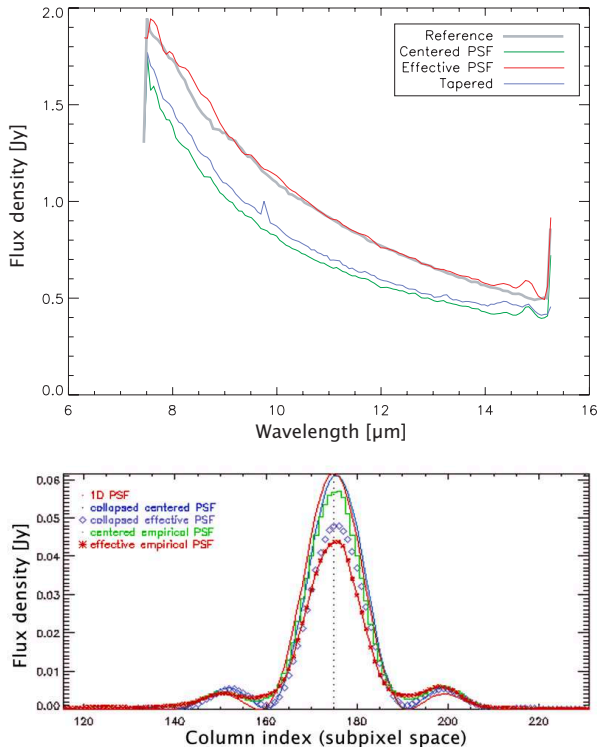 2.0
1.5
1.0
0.5
0.0
Flux density [Jy]
Reference
Centered PSF
Effective PSF
Tapered
6 8 10 12 14 16
Wavelength [µm]
0.06
0.05
0.04
0.03
0.02
0.01
0.00
Flux density [Jy]
1D PSF
collapsed centered PSF
collapsed effective PSF
centered empirical PSF
effective empirical PSF
120 140 160 180 200 220
Column index (subpixel space)